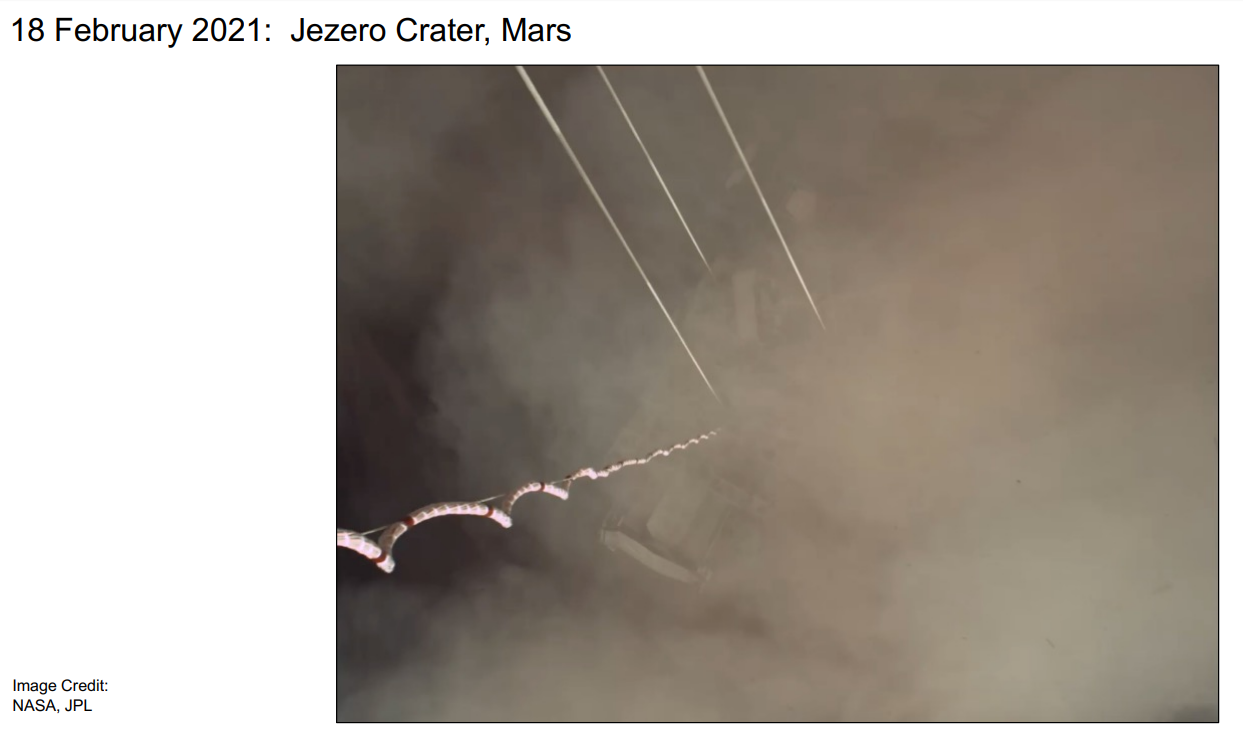 18 February 2021:  Jezero Crater, Mars
Image Credit:
NASA, JPL